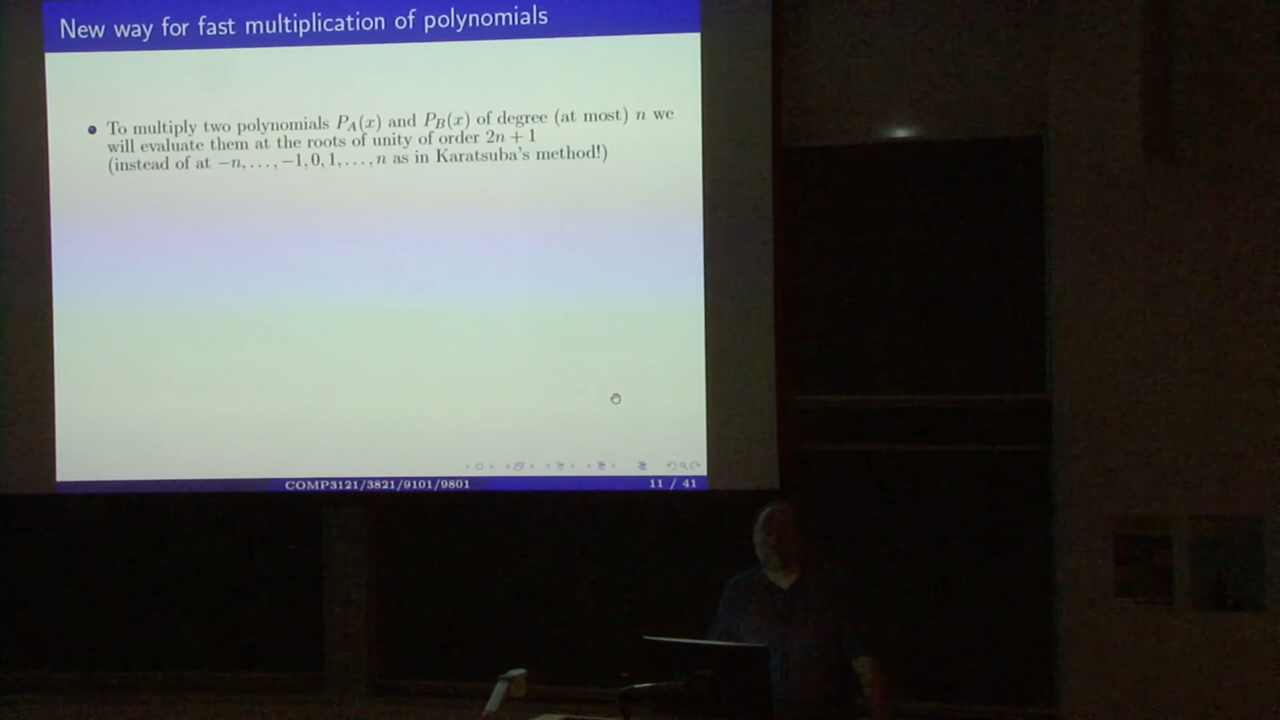 New way for fast multiplication of polynomials
To multiply two polynomials P_A(x) and P_B(x) of degree (at most) n we
will evaluate them at the roots of unity of order 2n + 1
(instead of at −n, . . . , −1, 0, 1, . . . , n as in Karatsuba's method!)
COMP3121/3821/9101/9801
11 / 41